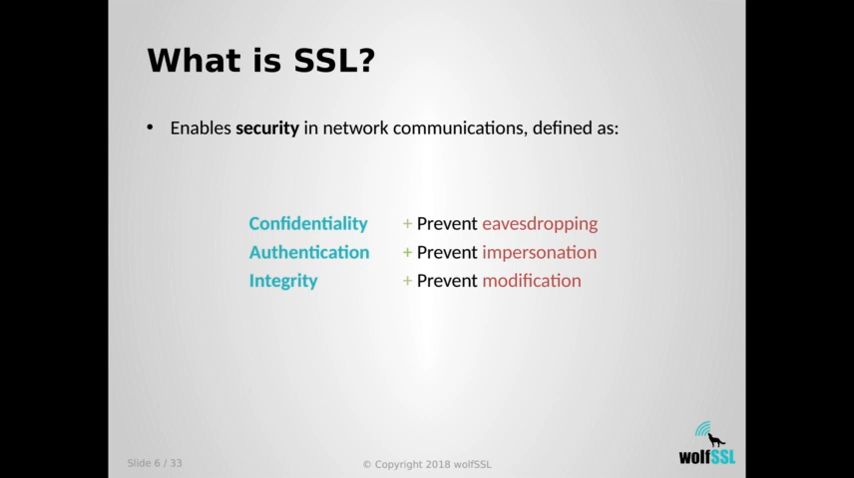 What is SSL?
• Enables security in network communications, defined as:
Confidentiality + Prevent eavesdropping
Authentication + Prevent impersonation
Integrity + Prevent modification
Slide 6 / 33
© Copyright 2018 wolfSSL
wolfSSL